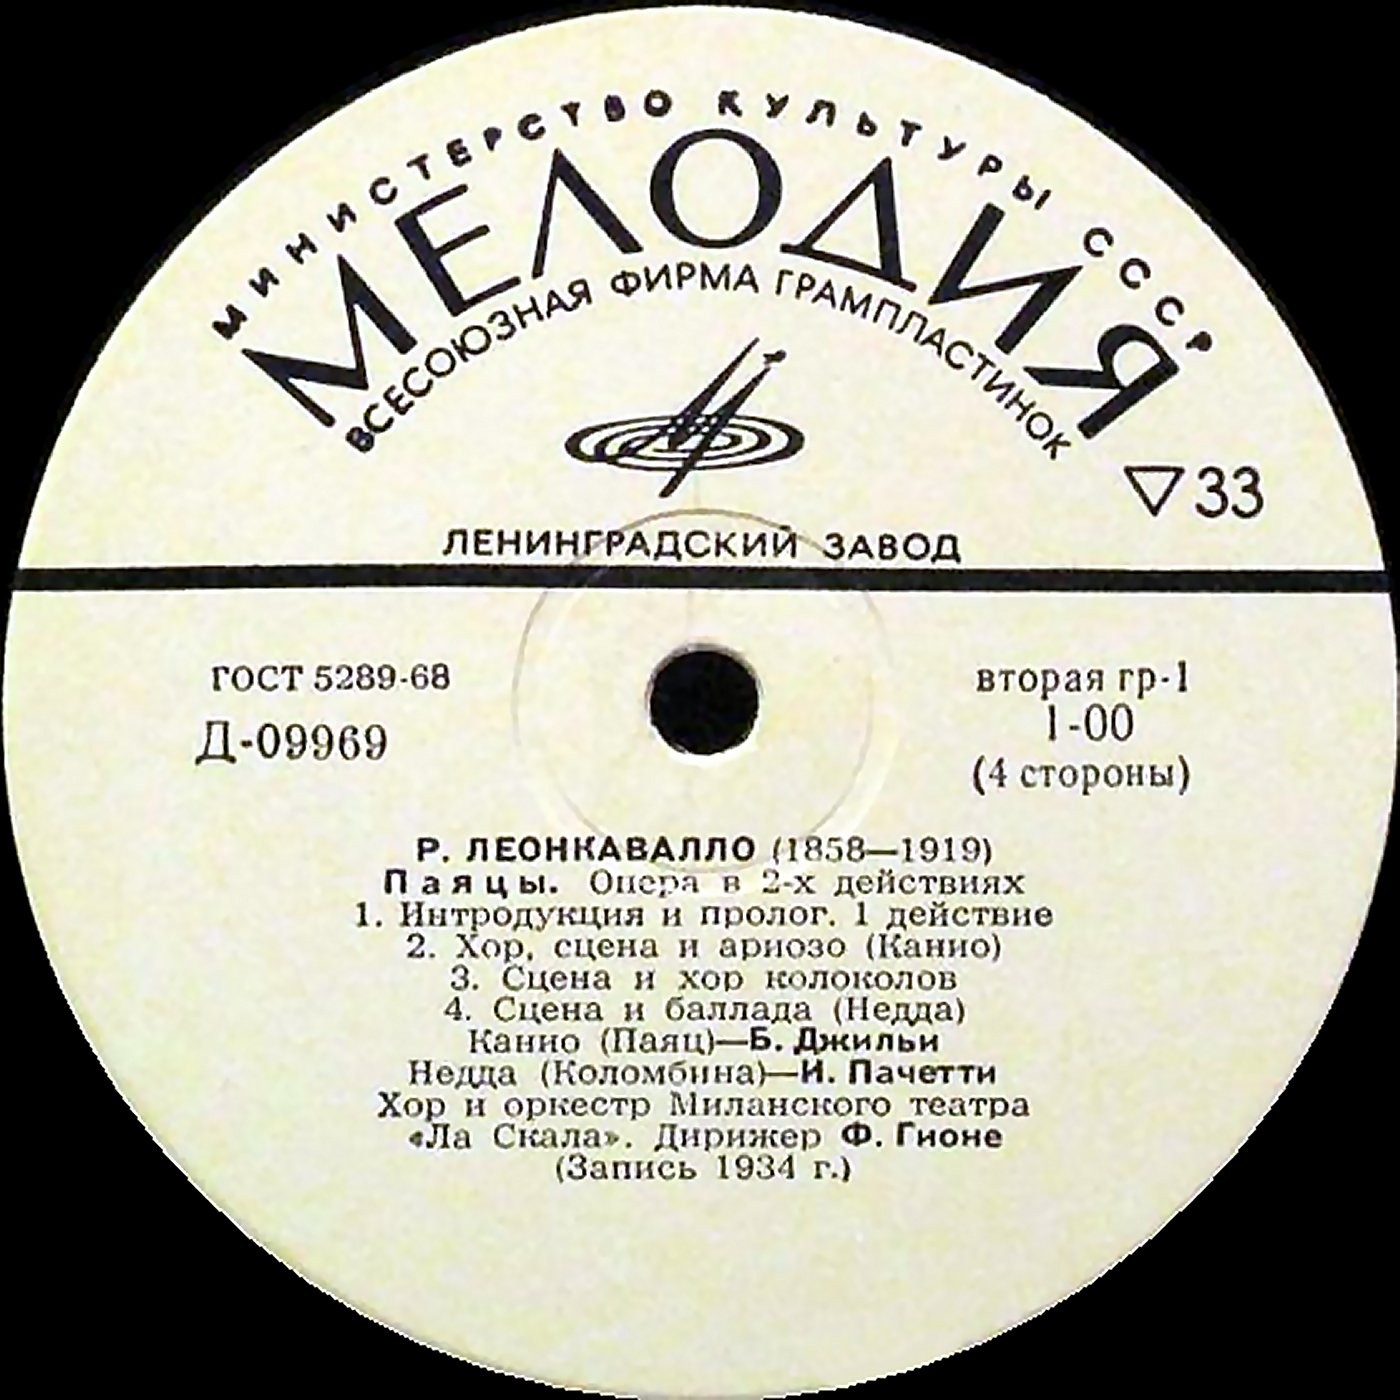 МИНИСТЕРСТВО КУЛЬТУРЫ СССР
МЕЛОДИЯ
ВСЕСОЮЗНАЯ ФИРМА ГРАМПЛАСТИНОК
▽33
ЛЕНИНГРАДСКИЙ ЗАВОД
ГОСТ 5289-68
Д-09969
вторая гр-1
1-00
(4 стороны)
Р. ЛЕОНКАВАЛЛО (1858—1919)
Паяцы. Опера в 2-х действиях
1. Интродукция и пролог. 1 действие
2. Хор, сцена и ариозо (Канио)
3. Сцена и хор колоколов
4. Сцена и баллада (Недда)
Канио (Паяц)—Б. Джильи
Недда (Коломбина)—И. Пачетти
Хор и оркестр Миланского театра
«Ла Скала». Дирижер Ф. Гионе
(Запись 1934 г.)